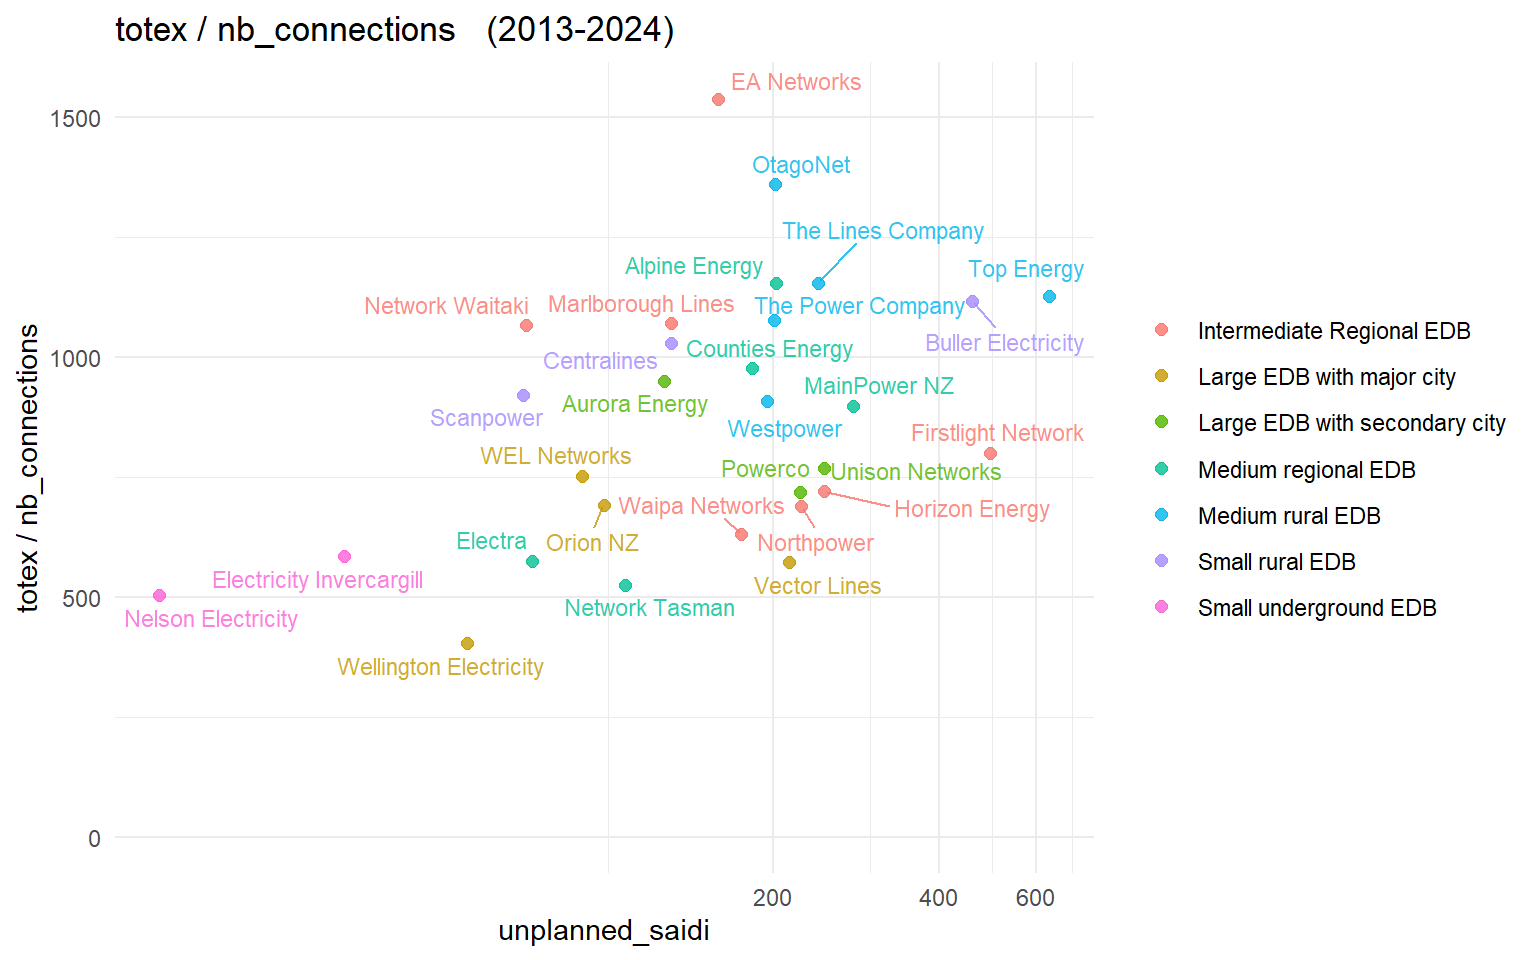 totex / nb_connections (2013-2024)
EA Networks
1500
OtagoNet
The Lines Company
Alpine Energy
Top Energy
Network Waitaki
Marlborough Lines
The Power Company
Buller Electricity
Counties Energy
1000
Centralines
MainPower NZ
Aurora Energy
Scanpower
Westpower
Firstlight Network
WEL Networks
Powerco
Unison Networks
Waipa Networks
Horizon Energy
Electra
Orion NZ
Northpower
Electricity Invercargill
Vector Lines
500
Network Tasman
Nelson Electricity
Wellington Electricity
0
200
400
600
unplanned_saidi
totex / nb_connections
Intermediate Regional EDB
Large EDB with major city
Large EDB with secondary city
Medium regional EDB
Medium rural EDB
Small rural EDB
Small underground EDB